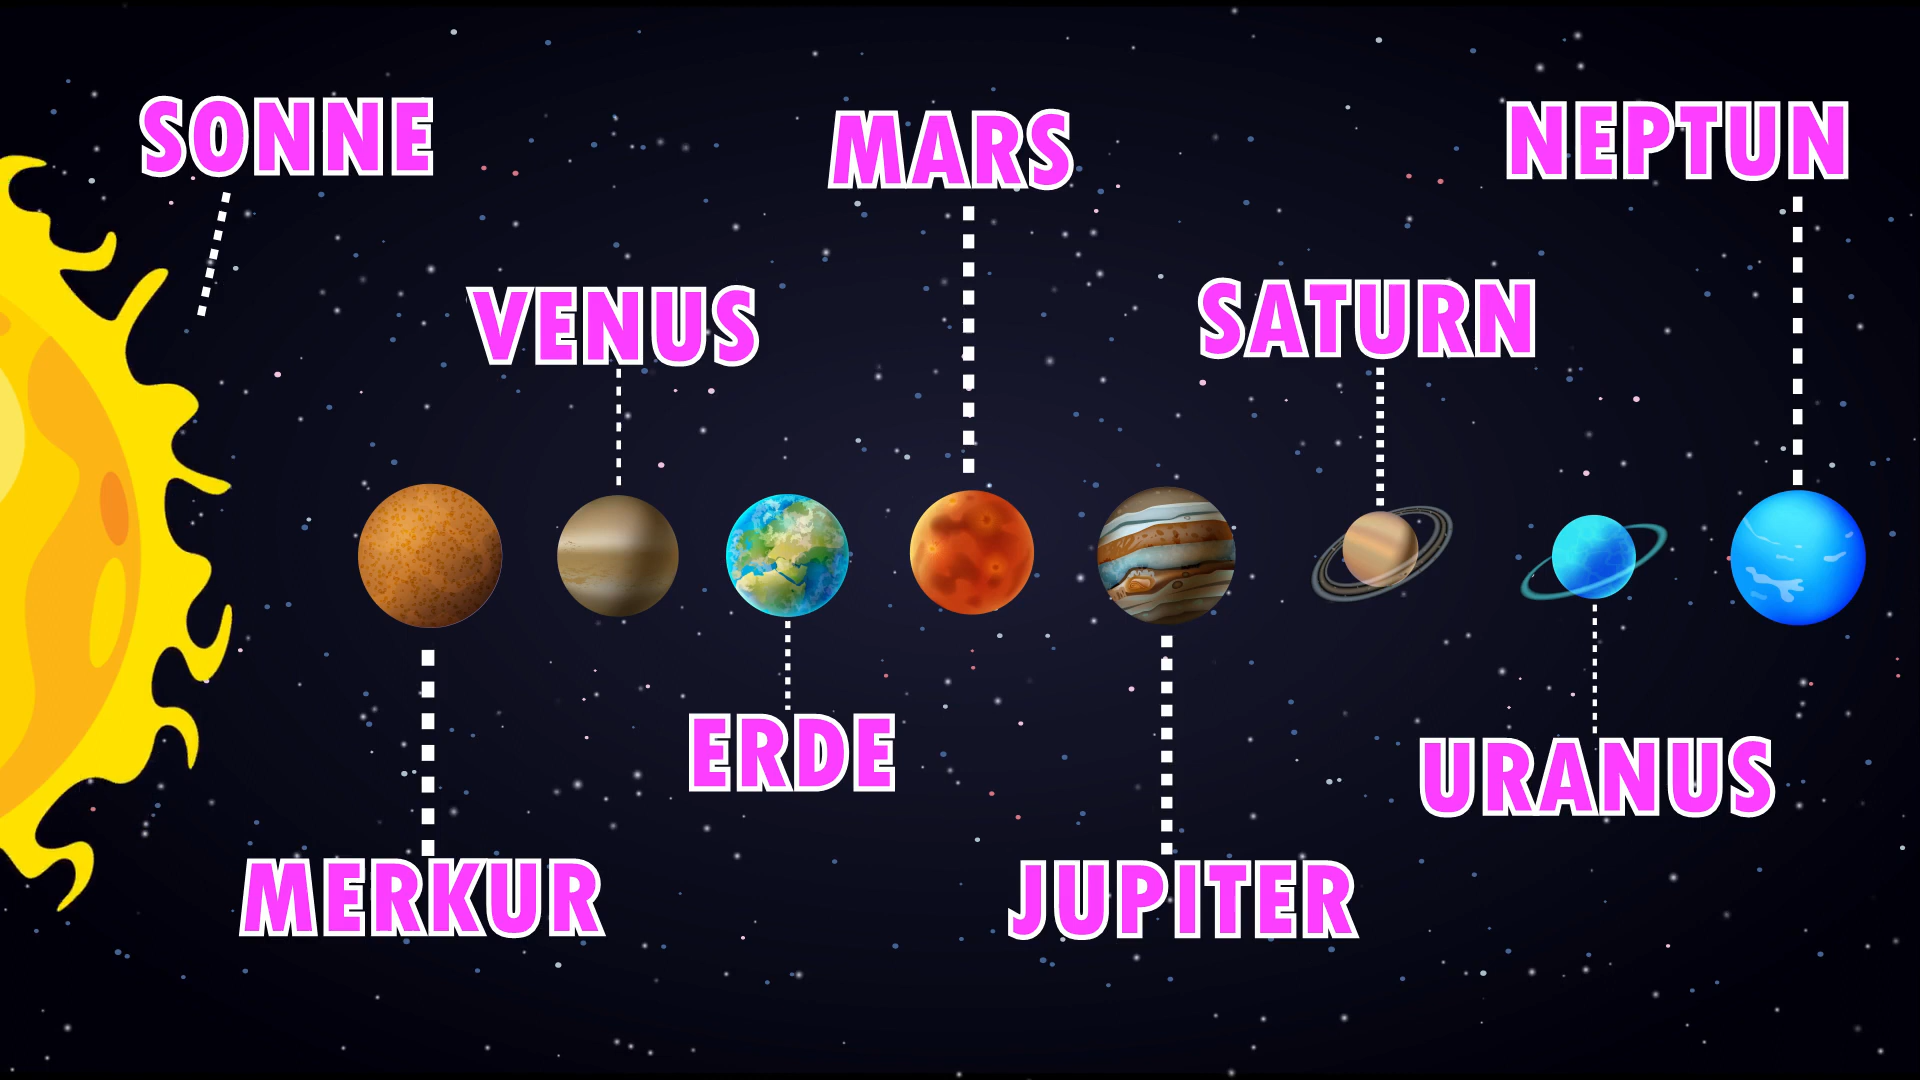 SONNE
MARS
NEPTUN
VENUS
SATURN
ERDE
URANUS
MERKUR
JUPITER